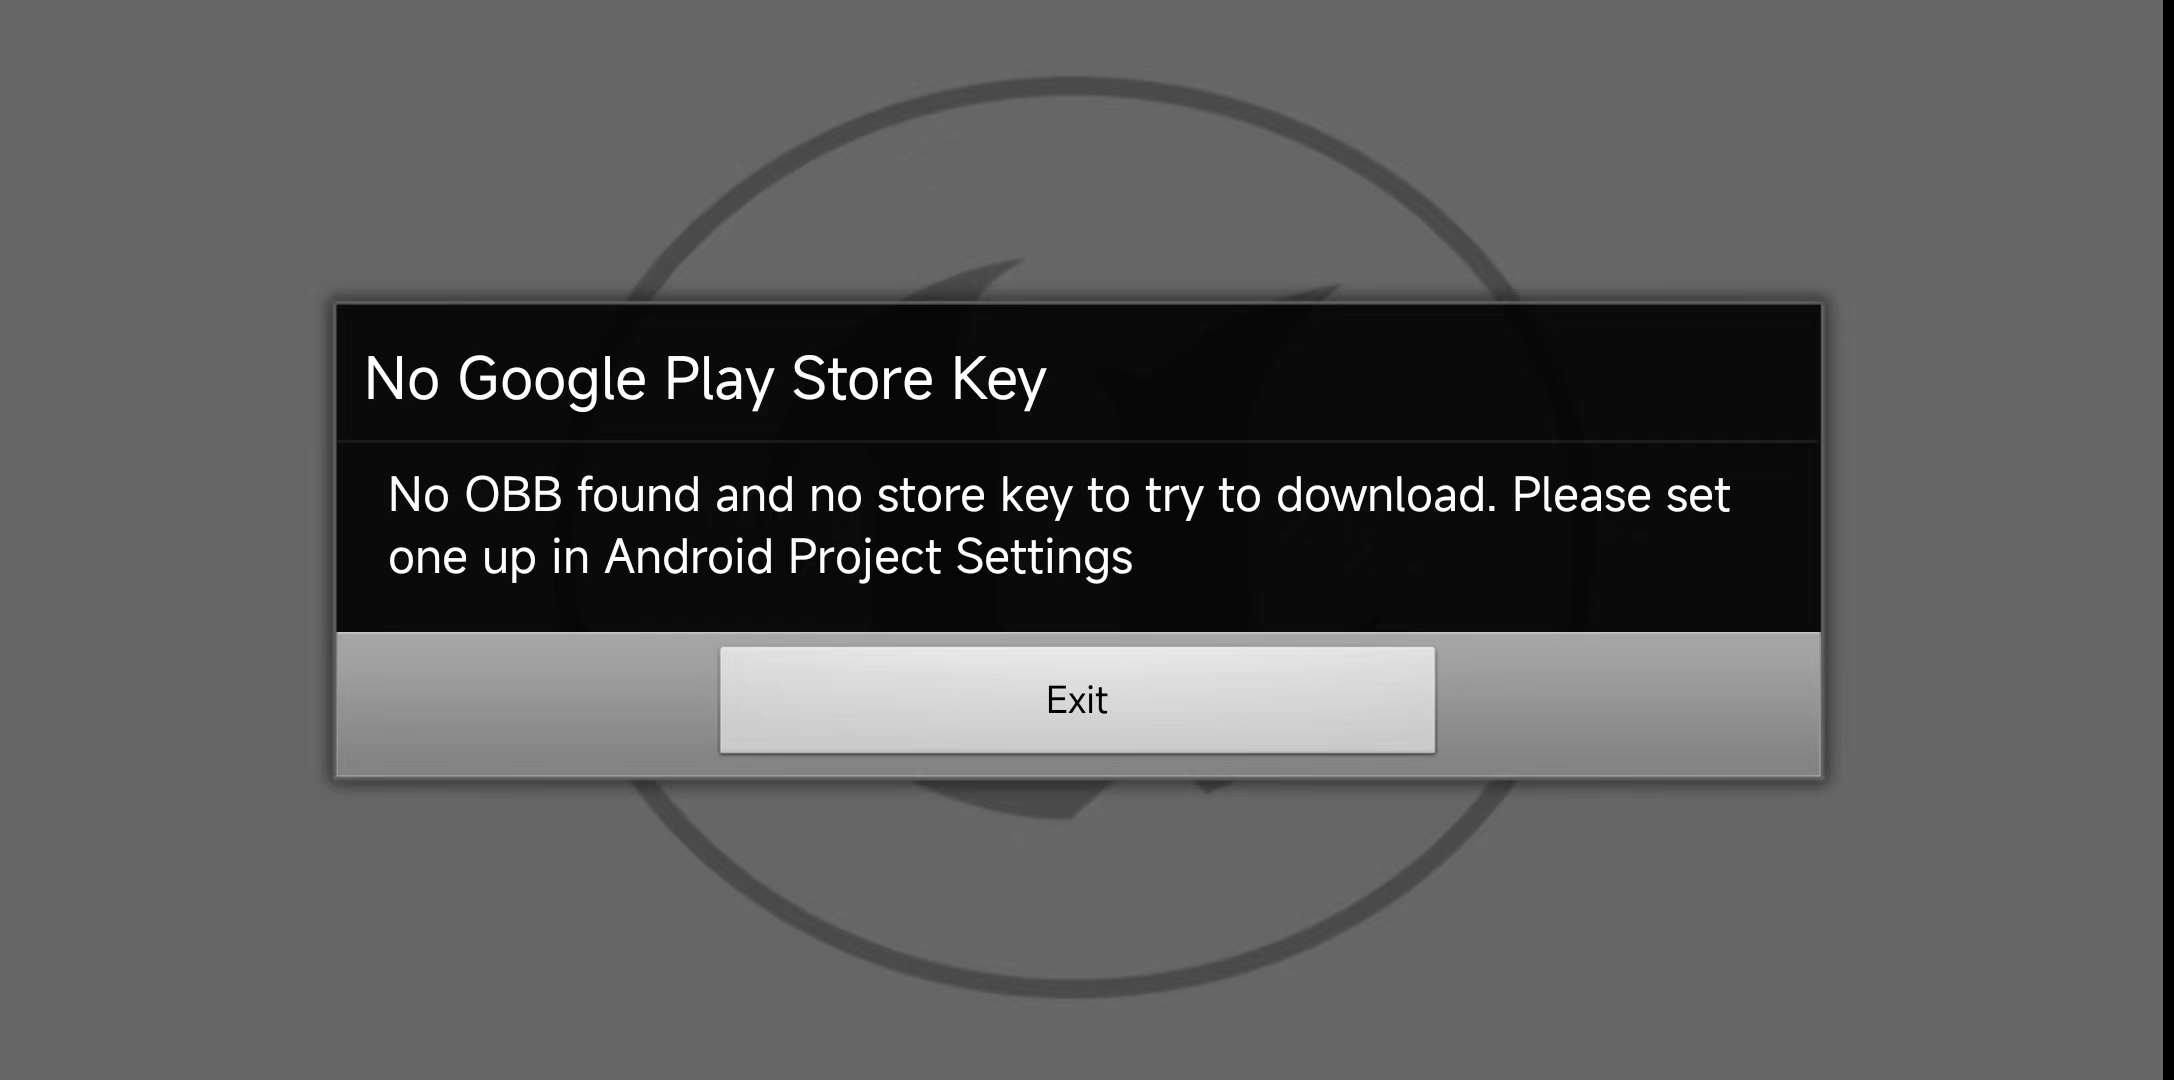 No Google Play Store Key
No OBB found and no store key to try to download. Please set
one up in Android Project Settings
Exit